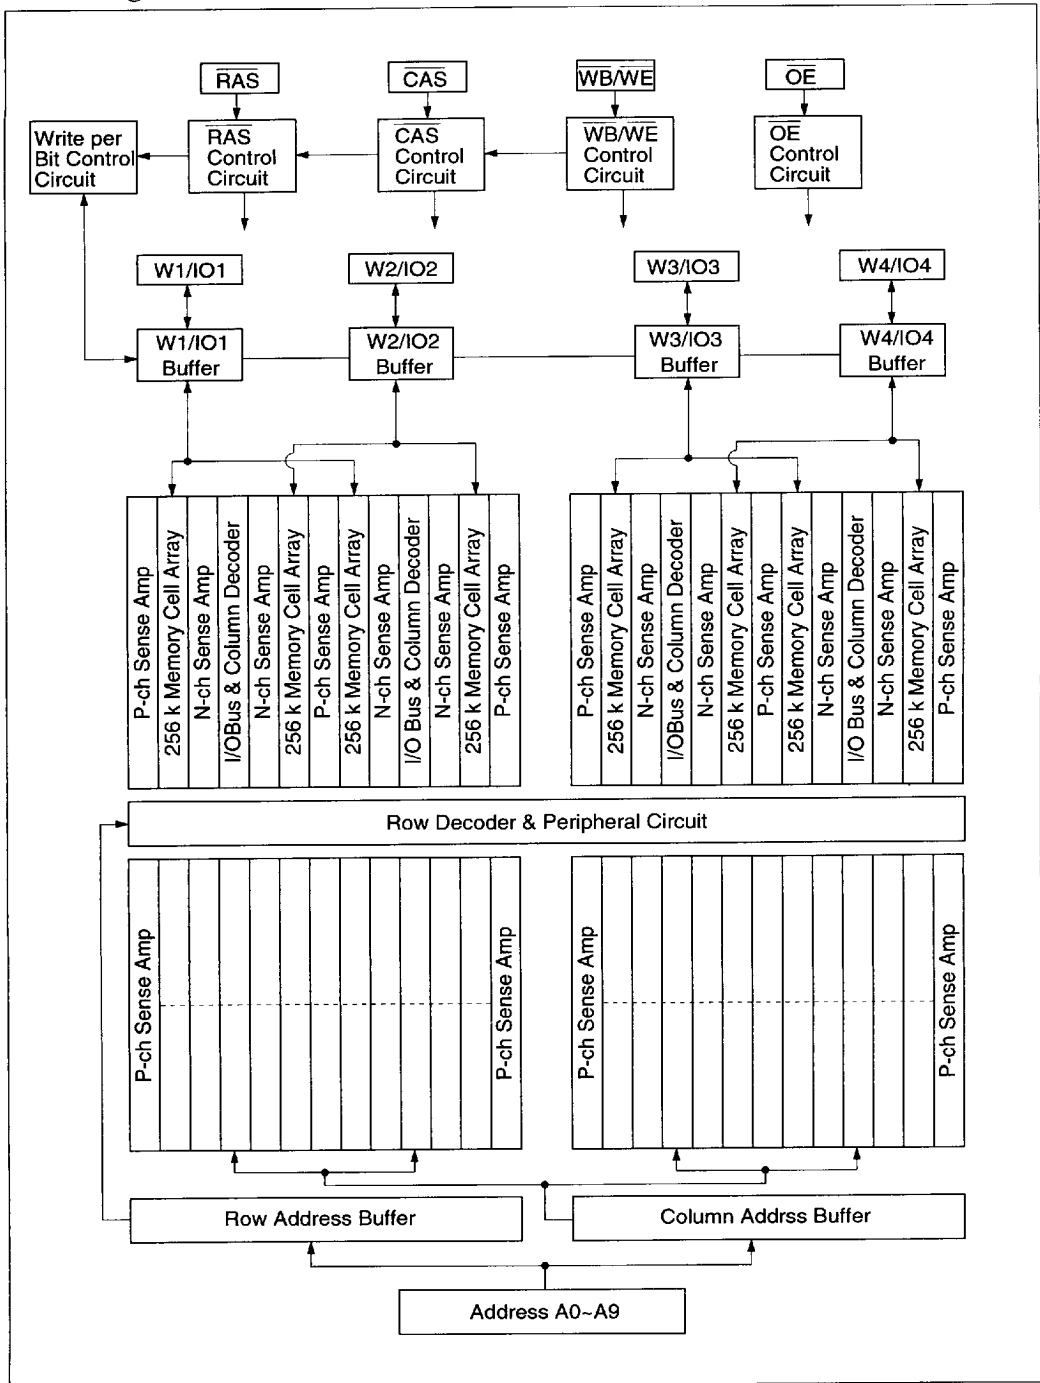 RAS
CAS
WB/WE
OE
Write per
Bit Control
Circuit
RAS
Control
Circuit
CAS
Control
Circuit
WB/WE
Control
Circuit
OE
Control
Circuit
W1/IO1
W2/IO2
W3/IO3
W4/IO4
W1/IO1
Buffer
W2/IO2
Buffer
W3/IO3
Buffer
W4/IO4
Buffer
P-ch Sense Amp
256 k Memory Cell Array
N-ch Sense Amp
I/OBus & Column Decoder
N-ch Sense Amp
256 k Memory Cell Array
P-ch Sense Amp
256 k Memory Cell Array
N-ch Sense Amp
I/O Bus & Column Decoder
N-ch Sense Amp
256 k Memory Cell Array
P-ch Sense Amp
P-ch Sense Amp
256 k Memory Cell Array
N-ch Sense Amp
I/OBus & Column Decoder
N-ch Sense Amp
256 k Memory Cell Array
P-ch Sense Amp
256 k Memory Cell Array
N-ch Sense Amp
I/O Bus & Column Decoder
N-ch Sense Amp
256 k Memory Cell Array
P-ch Sense Amp
Row Decoder & Peripheral Circuit
P-ch Sense Amp
P-ch Sense Amp
P-ch Sense Amp
P-ch Sense Amp
Row Address Buffer
Column Addrss Buffer
Address A0~A9